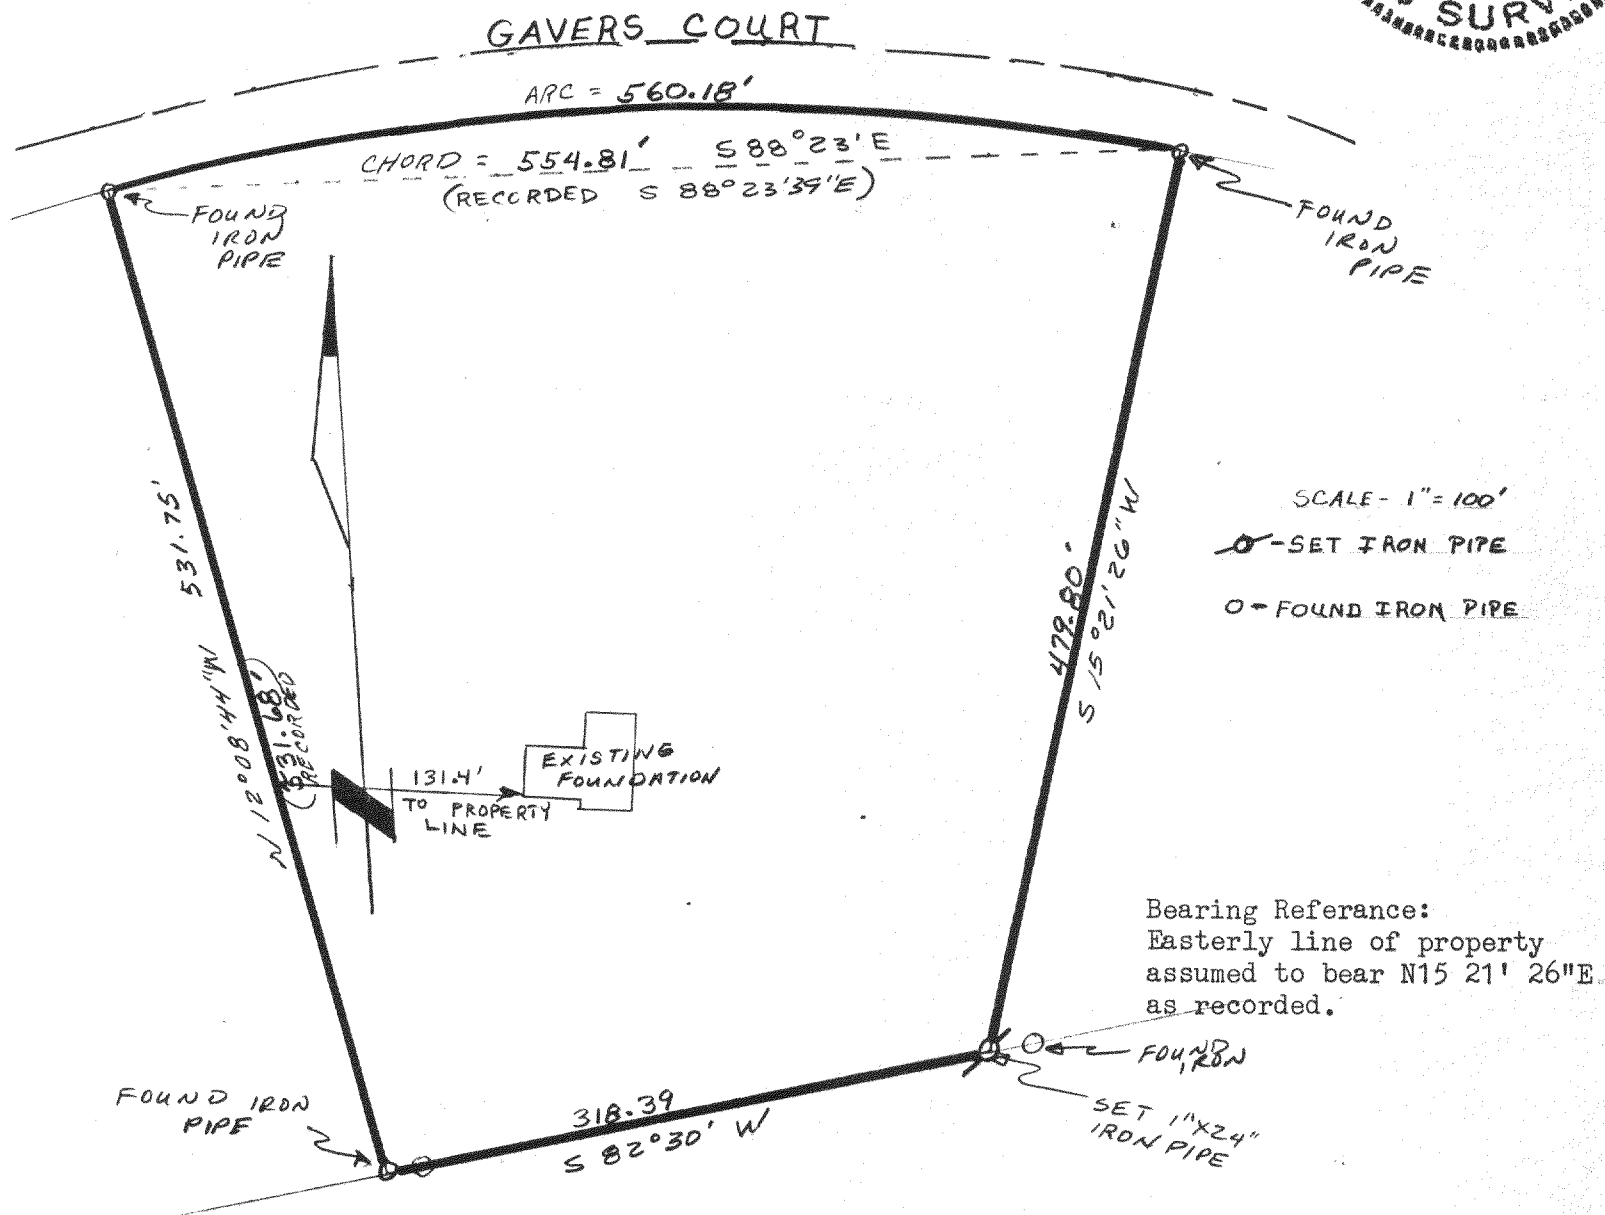 SURV
GAVERS COURT
ARC = 560.18'
CHORD = 554.81' S 88°23' E
(RECORDED S 88°23'39"E)
FOUND
IRON
PIPE
FOUND
IRON
PIPE
531.75'
N 12°08'44"W
(531.68'
RECORDED
479.80'
S 15°21'26"W
SCALE - 1"=100'
-SET IRON PIPE
O - FOUND IRON PIPE
EXISTING
FOUNDATION
131.4'
TO PROPERTY
LINE
Bearing Referance:
Easterly line of property
assumed to bear N15 21' 26"E
as recorded.
FOUND
IRON
SET 1"X24"
IRON PIPE
FOUND IRON
PIPE
318.39
S 82°30' W